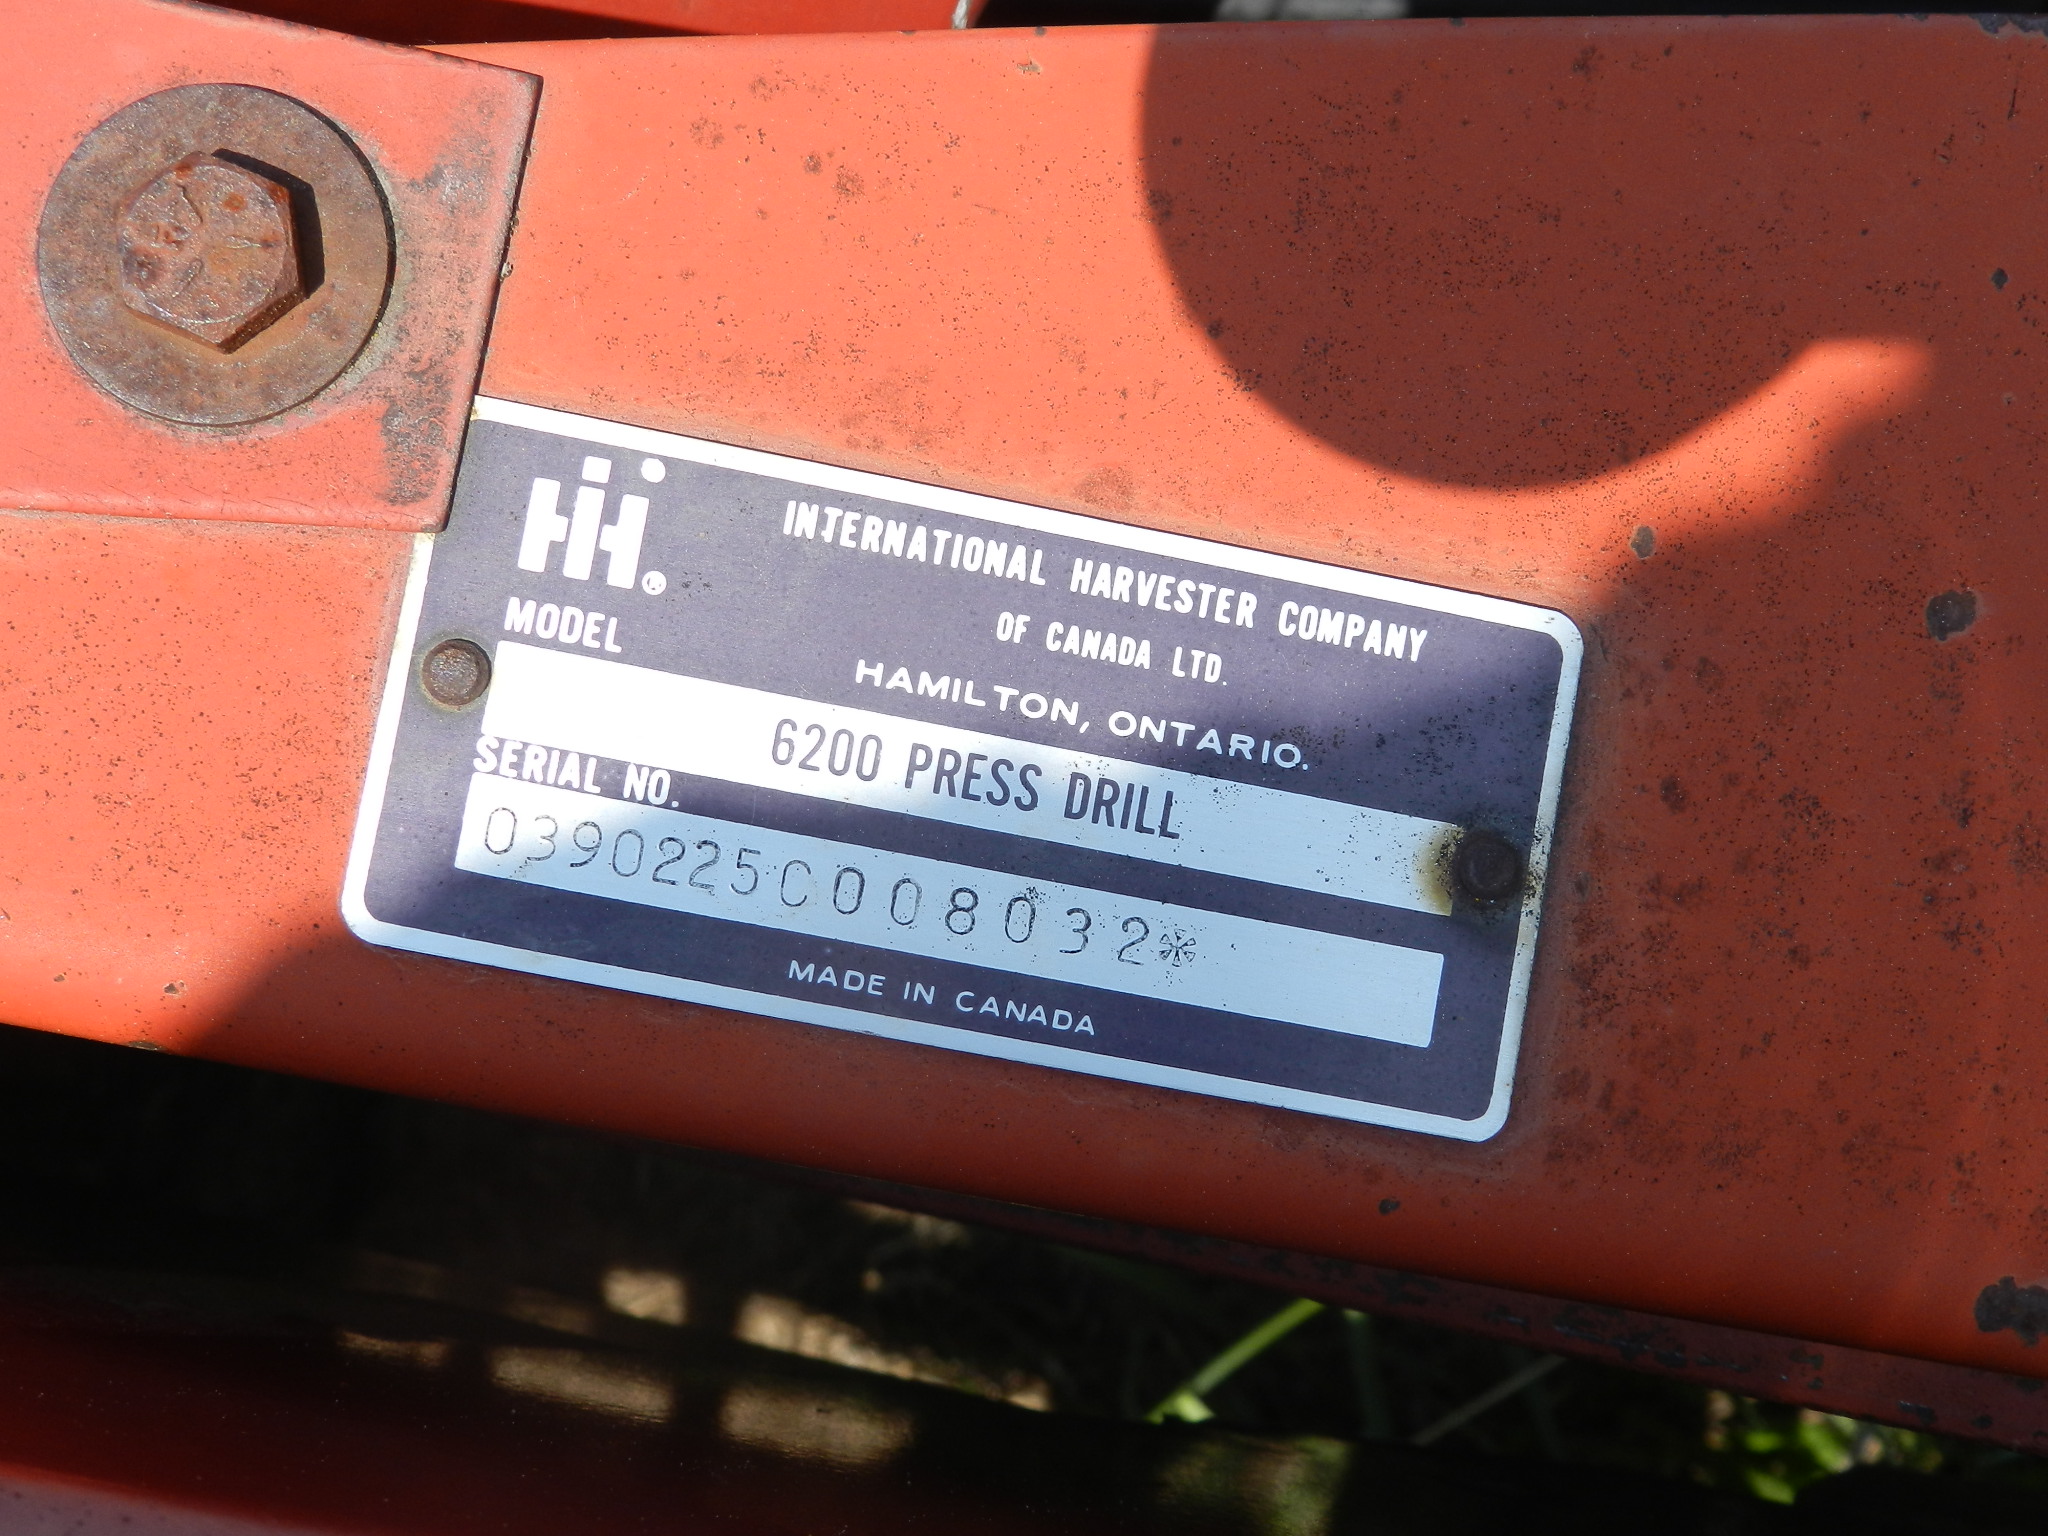 IH®
INTERNATIONAL HARVESTER COMPANY
OF CANADA LTD.
HAMILTON, ONTARIO.
MODEL
6200 PRESS DRILL
SERIAL NO.
0390225C008032*
MADE IN CANADA